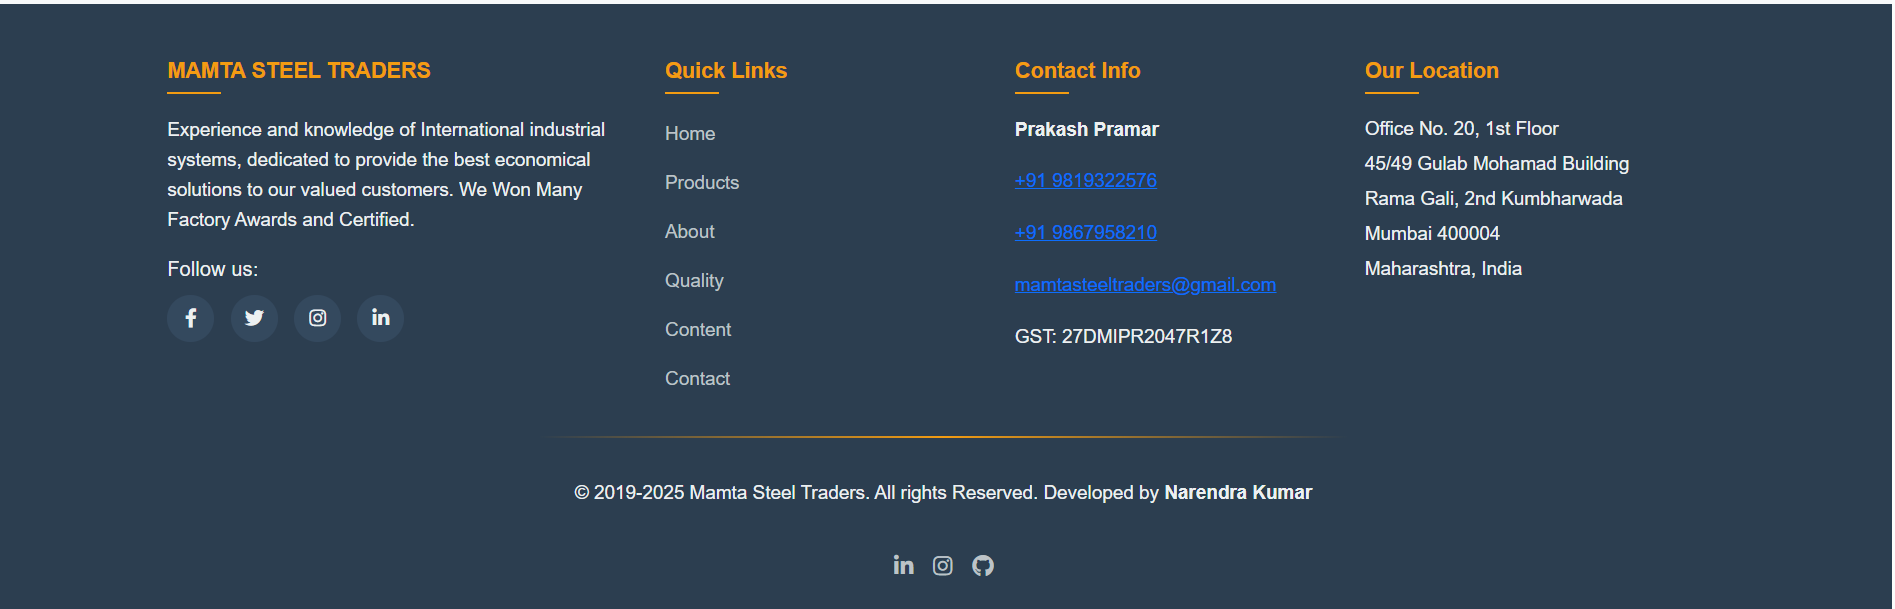 MAMTA STEEL TRADERS
Experience and knowledge of International industrial
systems, dedicated to provide the best economical
solutions to our valued customers. We Won Many
Factory Awards and Certified.
Follow us:
Quick Links
Home
Products
About
Quality
Content
Contact
Contact Info
Prakash Pramar
+91 9819322576
+91 9867958210
mamtasteeltraders@gmail.com
GST: 27DMIPR2047R1Z8
Our Location
Office No. 20, 1st Floor
45/49 Gulab Mohamad Building
Rama Gali, 2nd Kumbharwada
Mumbai 400004
Maharashtra, India
© 2019-2025 Mamta Steel Traders. All rights Reserved. Developed by Narendra Kumar